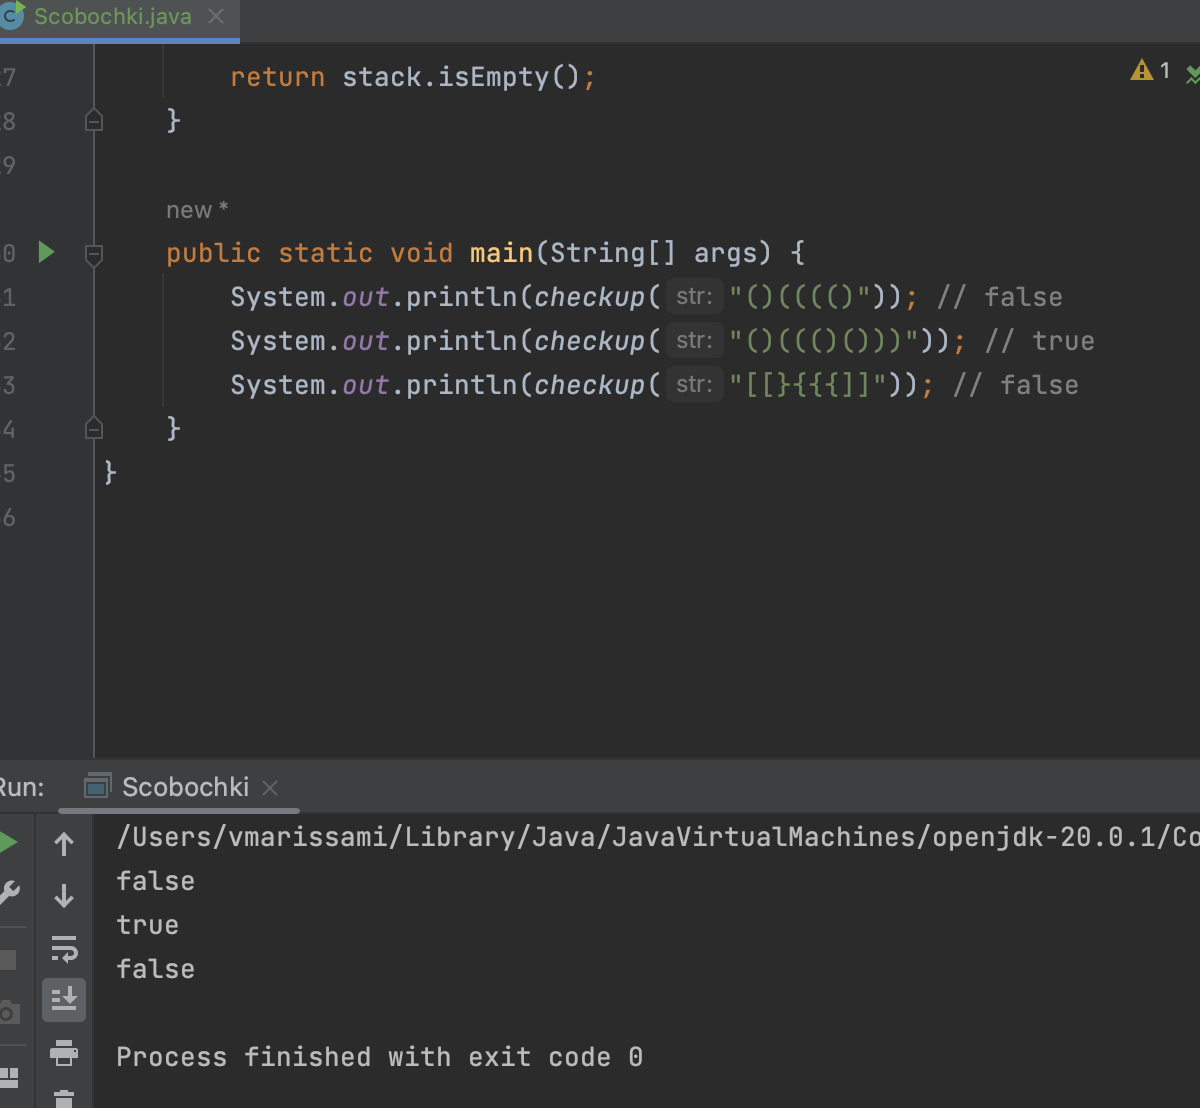 Scobochki.java
7 return stack.isEmpty(); 1
8 }
9
new *
0 public static void main(String[] args) {
1 System.out.println(checkup( str: "()(((()")); // false
2 System.out.println(checkup( str: "()((()()))")); // true
3 System.out.println(checkup( str: "[[}{{{]]")); // false
4 }
5 }
6
Run: Scobochki
/Users/vmarissami/Library/Java/JavaVirtualMachines/openjdk-20.0.1/Co
false
true
false
Process finished with exit code 0